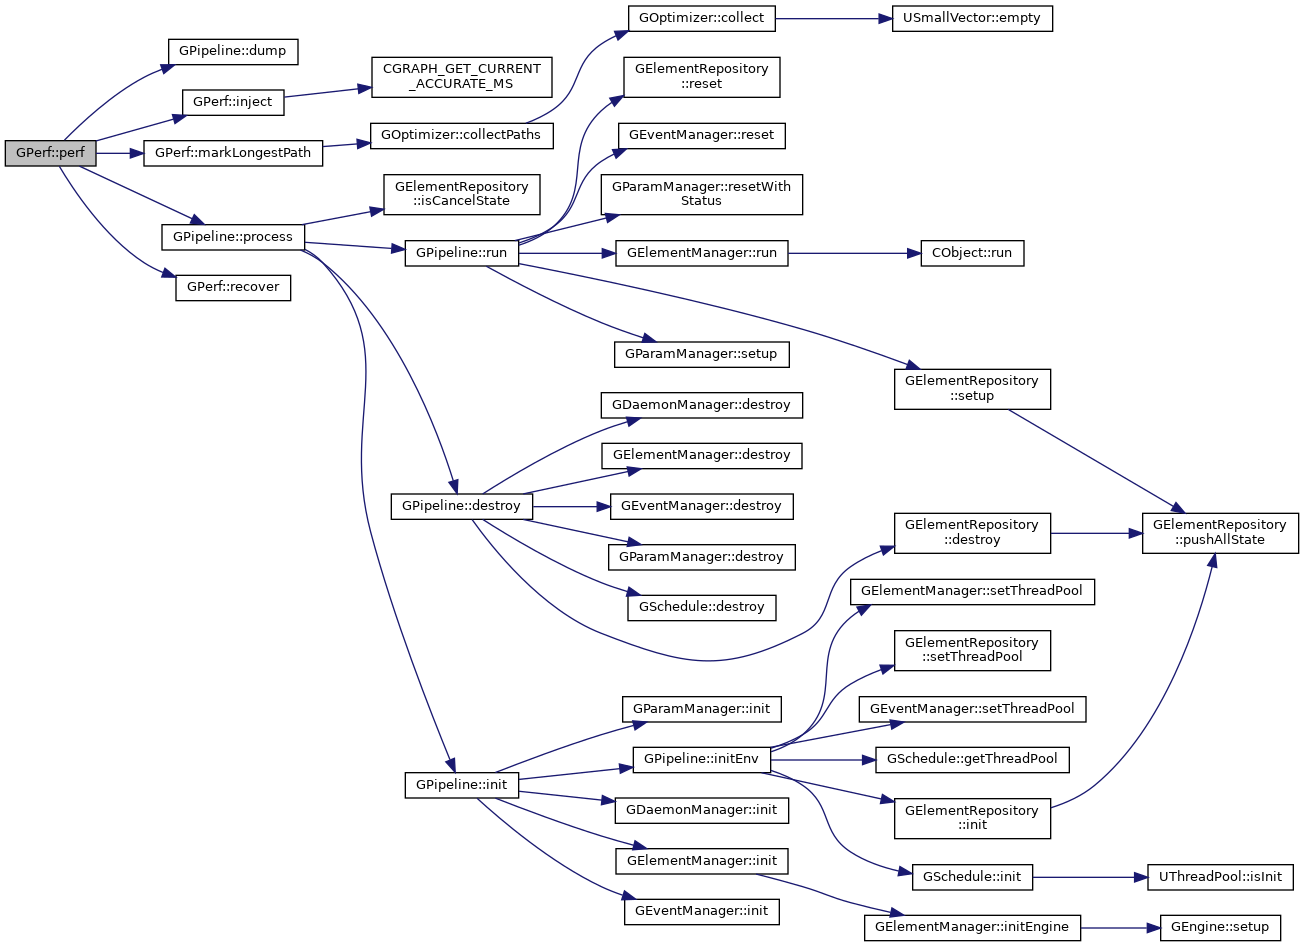 GOptimizer::collect
USmallVector::empty
GPipeline::dump
GElementRepository
::reset
CGRAPH_GET_CURRENT
_ACCURATE_MS
GPerf::inject
GEventManager::reset
GOptimizer::collectPaths
GPerf::perf
GPerf::markLongestPath
GElementRepository
::isCancelState
GParamManager::resetWith
Status
GPipeline::process
GPipeline::run
GElementManager::run
CObject::run
GPerf::recover
GParamManager::setup
GElementRepository
::setup
GDaemonManager::destroy
GElementManager::destroy
GPipeline::destroy
GEventManager::destroy
GElementRepository
::destroy
GElementRepository
::pushAllState
GParamManager::destroy
GElementManager::setThreadPool
GSchedule::destroy
GElementRepository
::setThreadPool
GParamManager::init
GEventManager::setThreadPool
GPipeline::initEnv
GSchedule::getThreadPool
GPipeline::init
GDaemonManager::init
GElementRepository
::init
GElementManager::init
GSchedule::init
UThreadPool::isInit
GEventManager::init
GElementManager::initEngine
GEngine::setup